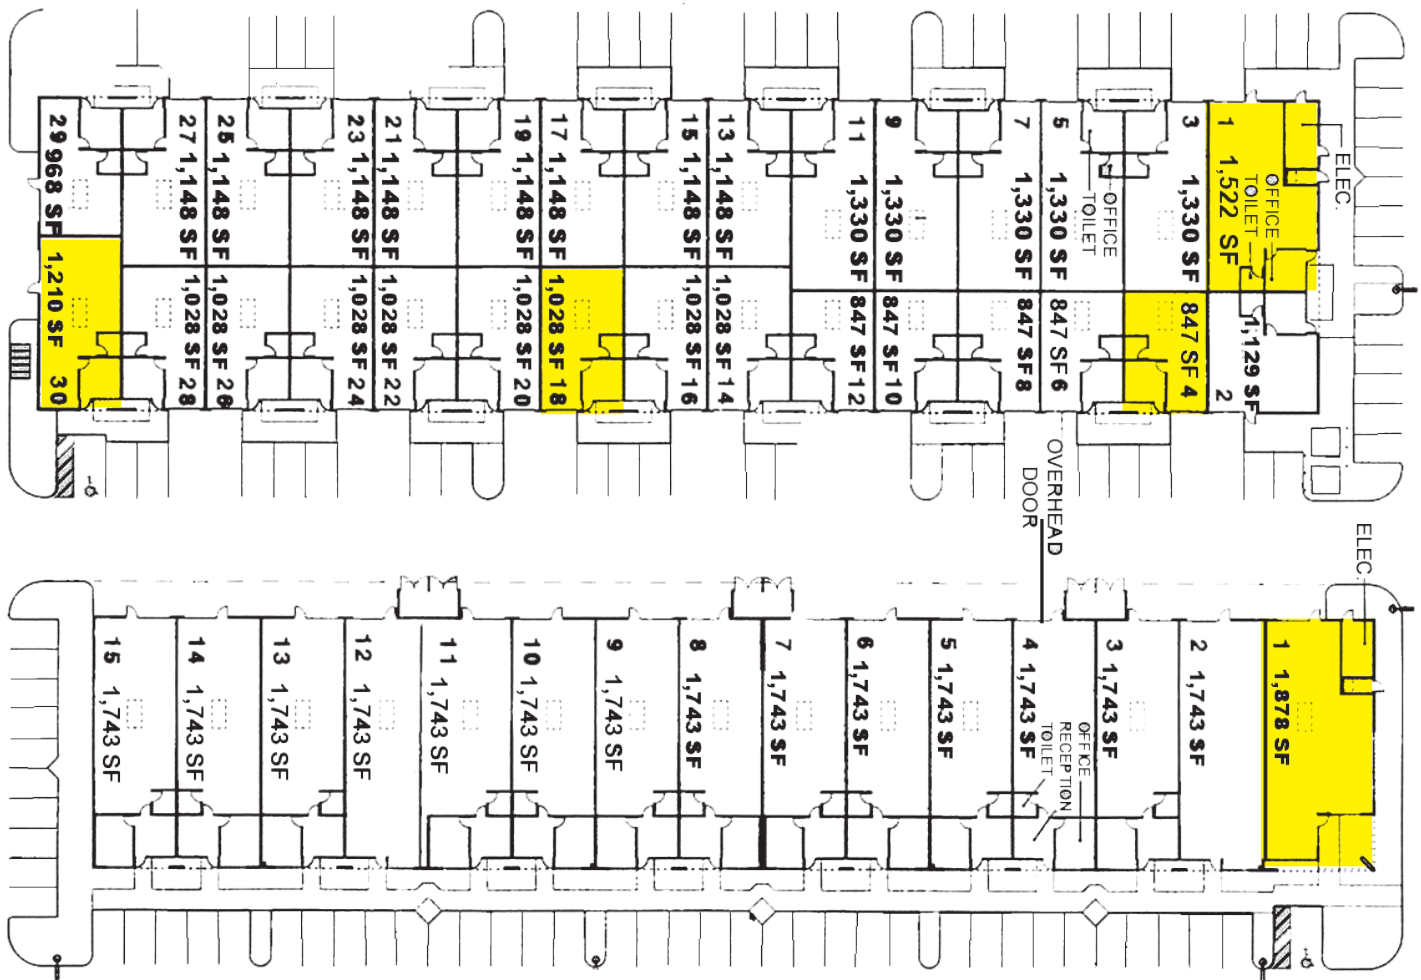 29 968 SF
27 1,148 SF
25 1,148 SF
23 1,148 SF
21 1,148 SF
19 1,148 SF
17 1,148 SF
15 1,148 SF
13 1,148 SF
11 1,330 SF
9 1,330 SF
7 1,330 SF
5 1,330 SF
OFFICE
TOILET
3 1,330 SF
1 1,522 SF
OFFICE
TOILET
ELEC.
1,210 SF 30
1,028 SF 28
1,028 SF 26
1,028 SF 24
1,028 SF 22
1,028 SF 20
1,028 SF 18
1,028 SF 16
1,028 SF 14
847 SF 12
847 SF 10
847 SF 8
847 SF 6
847 SF 4
2
1,129 SF
OVERHEAD
DOOR
ELEC.
15 1,743 SF
14 1,743 SF
13 1,743 SF
12 1,743 SF
11 1,743 SF
10 1,743 SF
9 1,743 SF
8 1,743 SF
7 1,743 SF
6 1,743 SF
5 1,743 SF
4 1,743 SF
OFFICE
RECEPTION
TOILET
3 1,743 SF
2 1,743 SF
1 1,878 SF